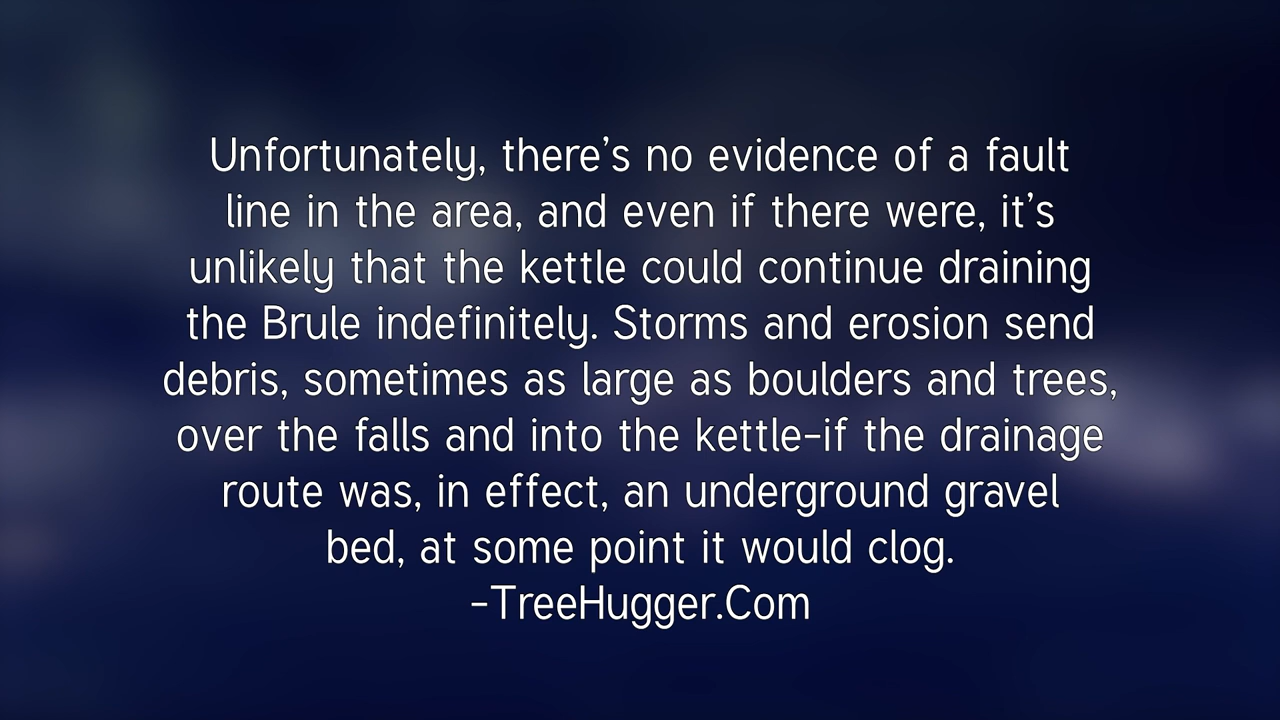 Unfortunately, there's no evidence of a fault
line in the area, and even if there were, it's
unlikely that the kettle could continue draining
the Brule indefinitely. Storms and erosion send
debris, sometimes as large as boulders and trees,
over the falls and into the kettle-if the drainage
route was, in effect, an underground gravel
bed, at some point it would clog.
-TreeHugger.Com